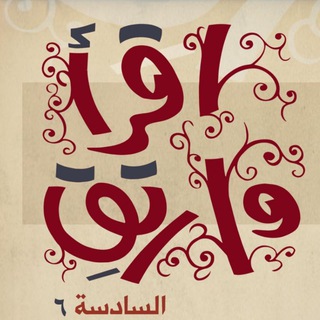 اقرأ
وارتقِ
السادسة ٦